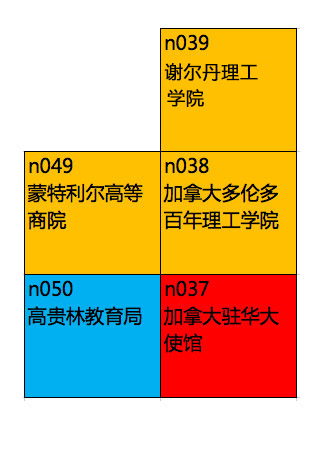 n039
谢尔丹理工
学院
n049
蒙特利尔高等
商院
n038
加拿大多伦多
百年理工学院
n050
高贵林教育局
n037
加拿大驻华大
使馆